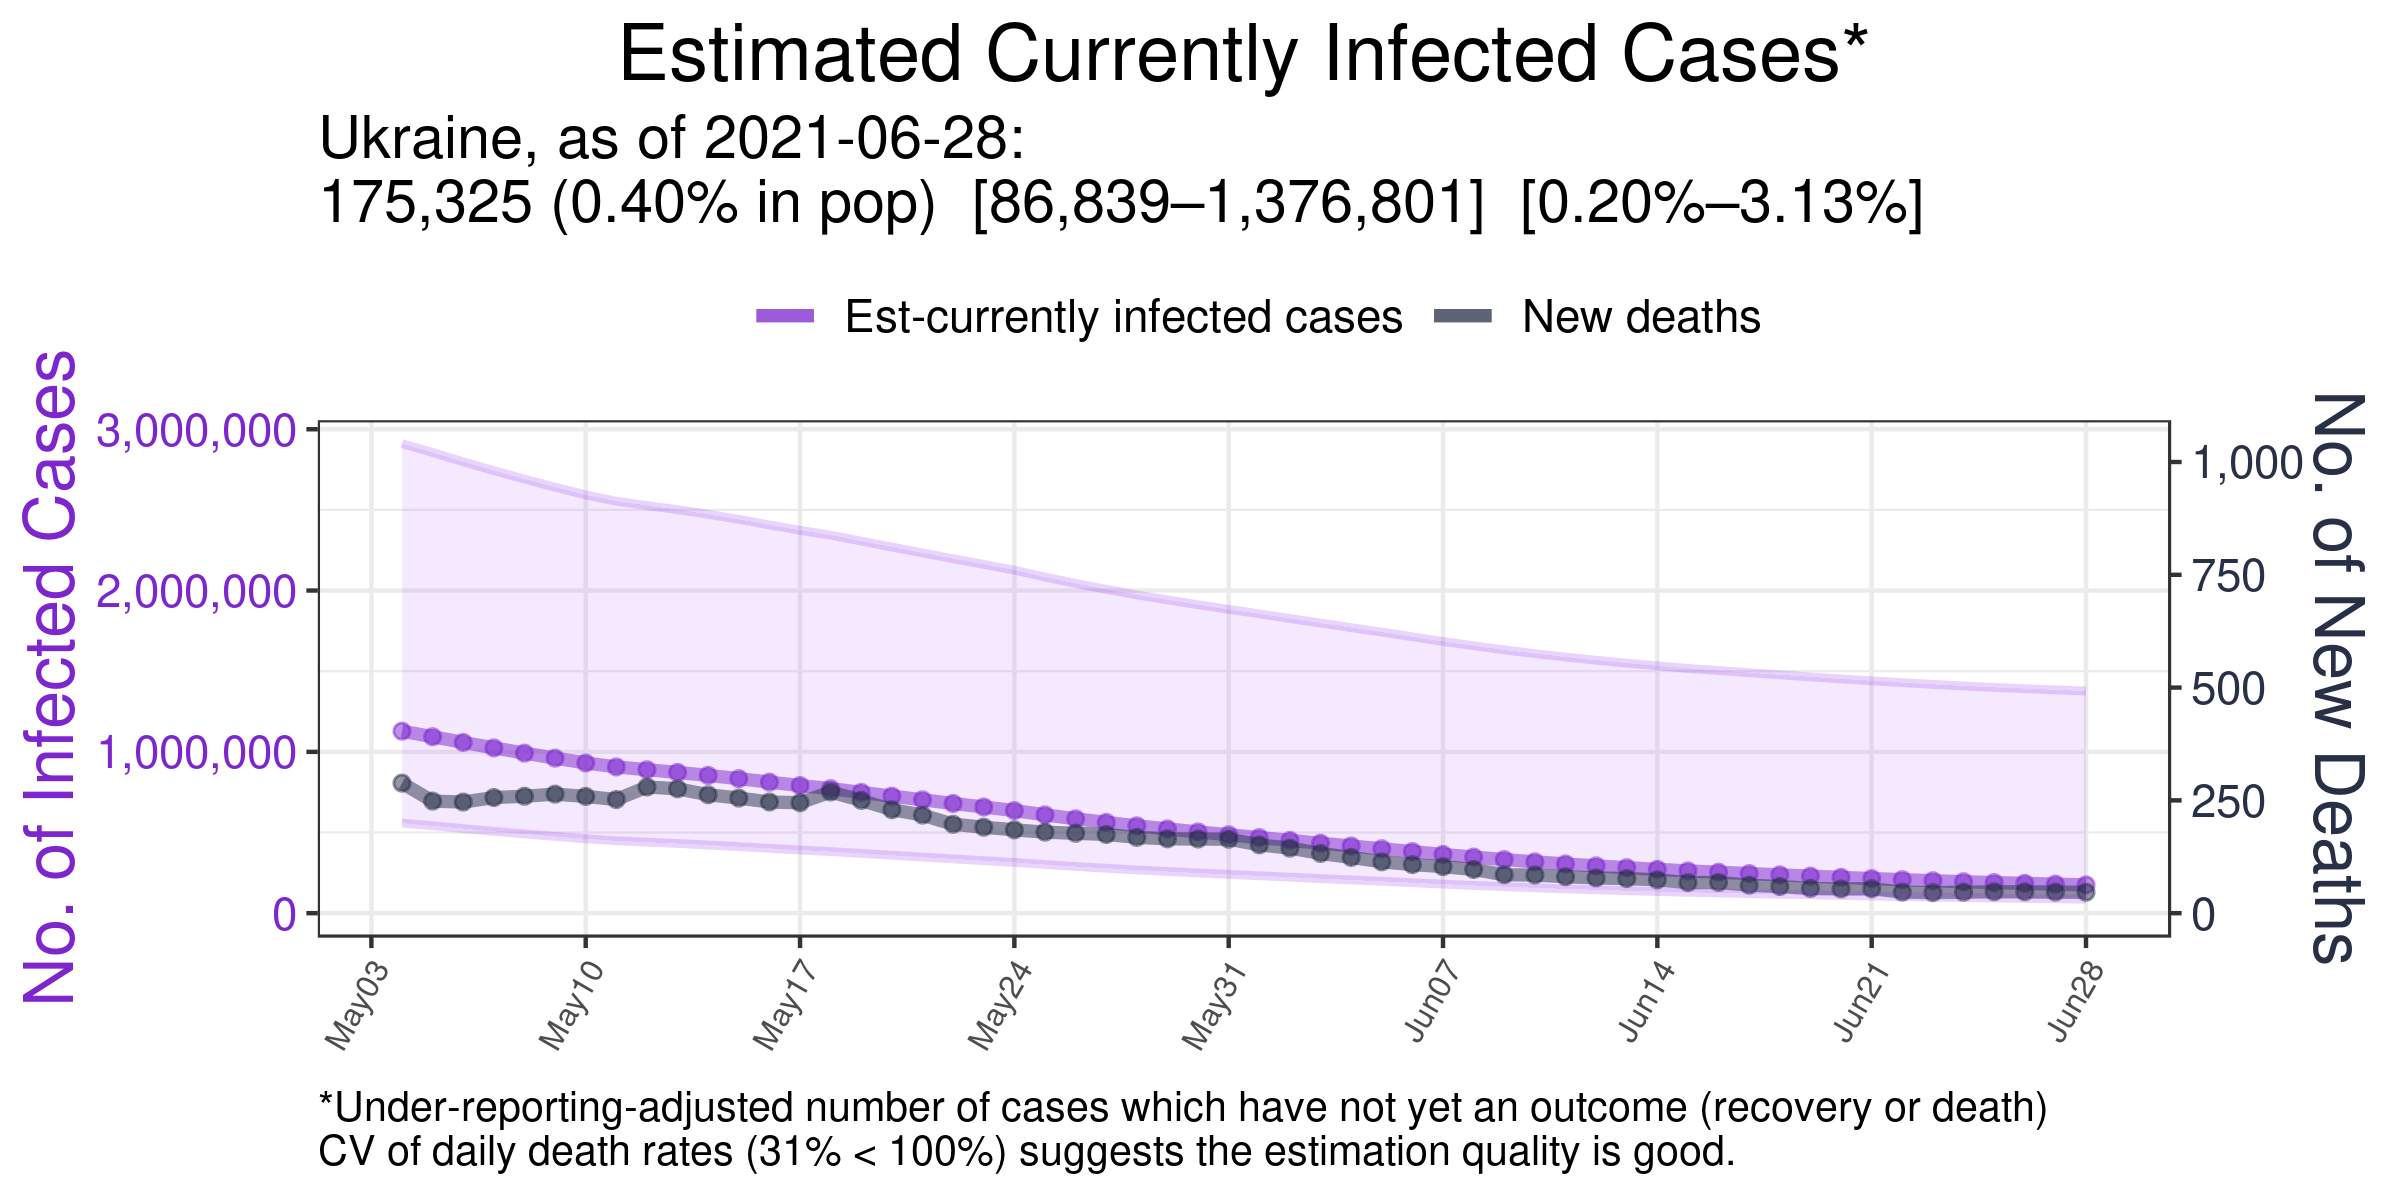 Estimated Currently Infected Cases*
Ukraine, as of 2021-06-28:
175,325 (0.40% in pop)  [86,839–1,376,801]  [0.20%–3.13%]
Est-currently infected cases
New deaths
No. of Infected Cases
3,000,000
2,000,000
1,000,000
0
1,000
750
500
250
0
No. of New Deaths
May03
May10
May17
May24
May31
Jun07
Jun14
Jun21
Jun28
*Under-reporting-adjusted number of cases which have not yet an outcome (recovery or death)
CV of daily death rates (31% < 100%) suggests the estimation quality is good.